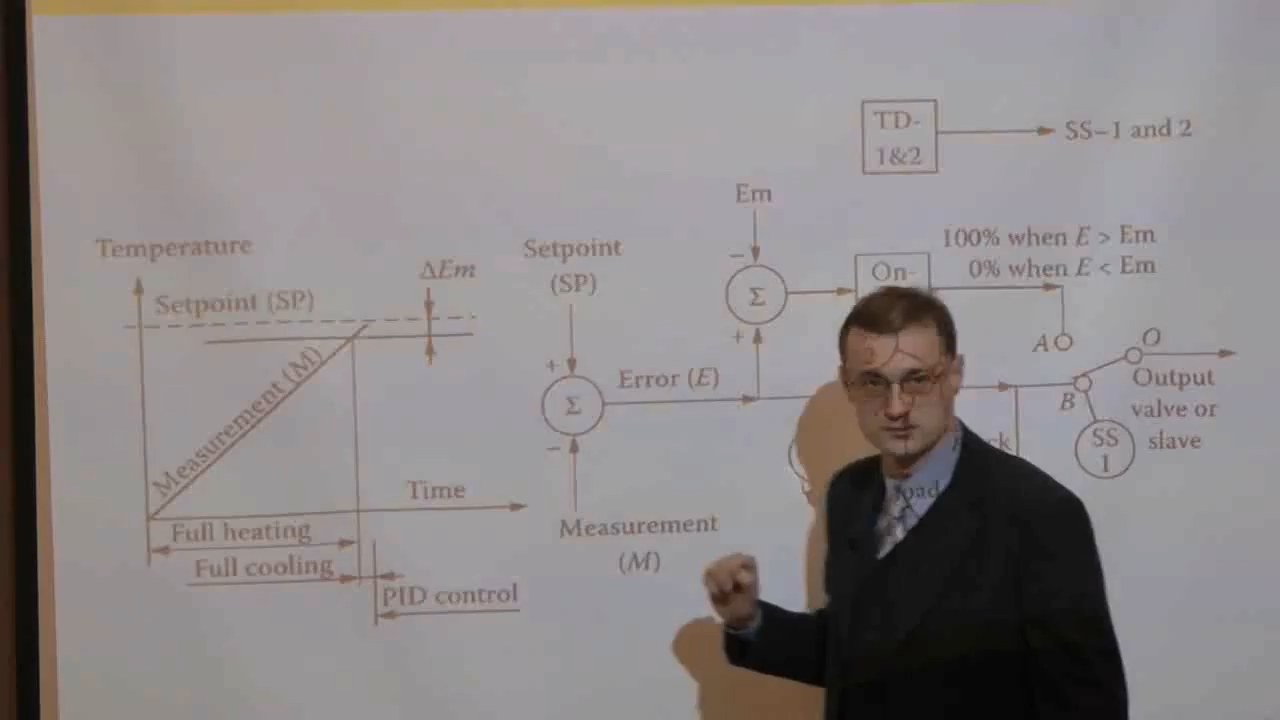 TD-
1&2
SS-1 and 2
Em
Temperature
Setpoint (SP)
ΔEm
Measurement (M)
Time
Full heating
Full cooling
PID control
Setpoint
(SP)
+
Σ
−
Error (E)
Measurement
(M)
−
Σ
+
On-
100% when E > Em
0% when E < Em
A
O
B
SS
1
Output
valve or
slave
load